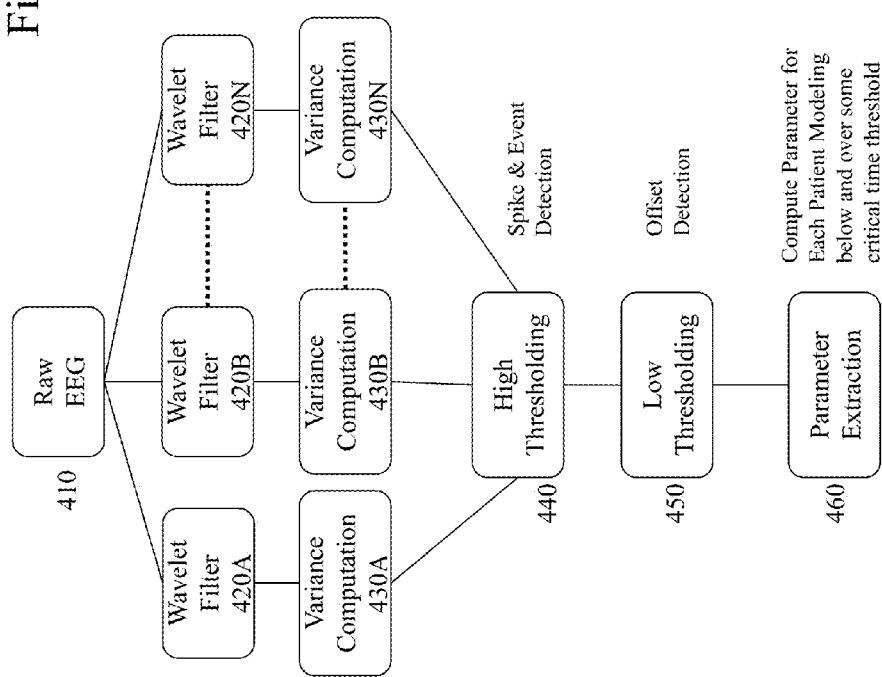 Fi
Raw
EEG
410
Wavelet
Filter
420A
Wavelet
Filter
420B
Wavelet
Filter
420N
Variance
Computation
430A
Variance
Computation
430B
Variance
Computation
430N
High
Thresholding
440
Spike & Event
Detection
Low
Thresholding
450
Offset
Detection
Parameter
Extraction
460
Compute Parameter for
Each Patient Modeling
below and over some
critical time threshold